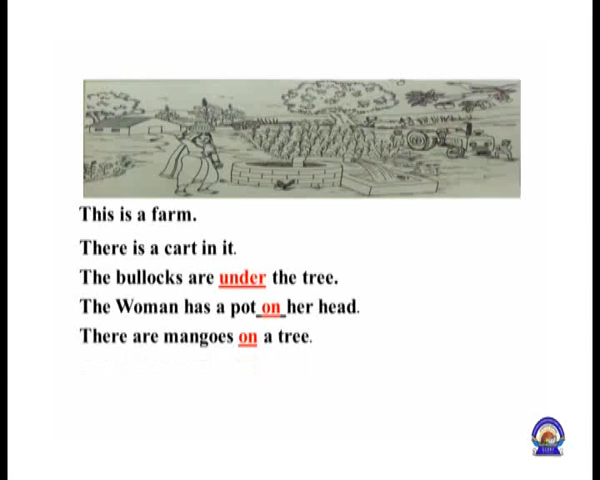 This is a farm.
There is a cart in it.
The bullocks are under the tree.
The Woman has a pot on her head.
There are mangoes on a tree.